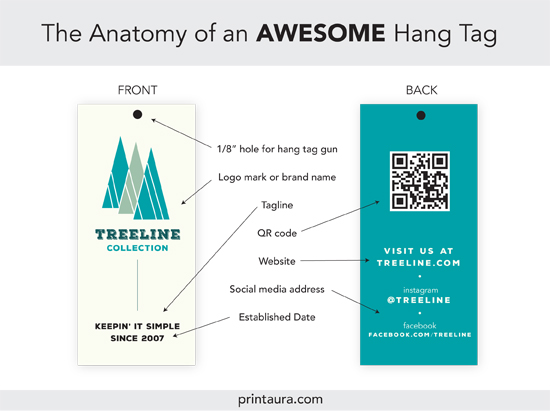 The Anatomy of an AWESOME Hang Tag
FRONT
BACK
TREELINE
COLLECTION
KEEPIN' IT SIMPLE
SINCE 2007
1/8" hole for hang tag gun
Logo mark or brand name
Tagline
QR code
Website
Social media address
Established Date
VISIT US AT
TREELINE.COM
instagram
@TREELINE
facebook
FACEBOOK.COM/TREELINE
printaura.com